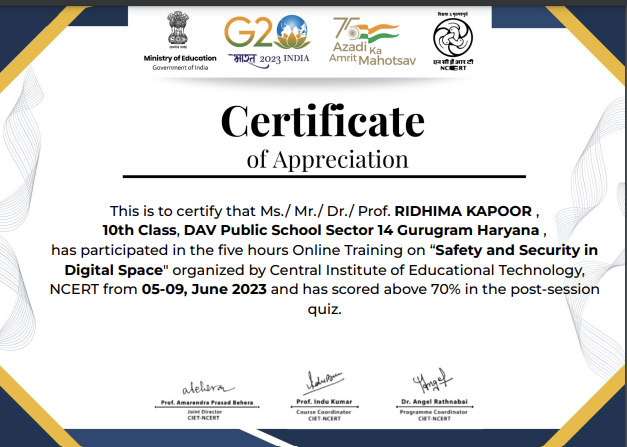 Ministry of Education
Government of India
G20
भारत 2023 INDIA
75
Azadi Ka
Amrit Mahotsav
विद्यया ऽ मृतमश्नुते
एन सी ई आर टी
NCERT
Certificate
of Appreciation
This is to certify that Ms./ Mr./ Dr./ Prof. RIDHIMA KAPOOR ,
10th Class, DAV Public School Sector 14 Gurugram Haryana ,
has participated in the five hours Online Training on “Safety and Security in
Digital Space" organized by Central Institute of Educational Technology,
NCERT from 05-09, June 2023 and has scored above 70% in the post-session
quiz.
Prof. Amarendra Prasad Behera
Joint Director
CIET-NCERT
Prof. Indu Kumar
Course Coordinator
CIET-NCERT
Dr. Angel Rathnabai
Programme Coordinator
CIET-NCERT